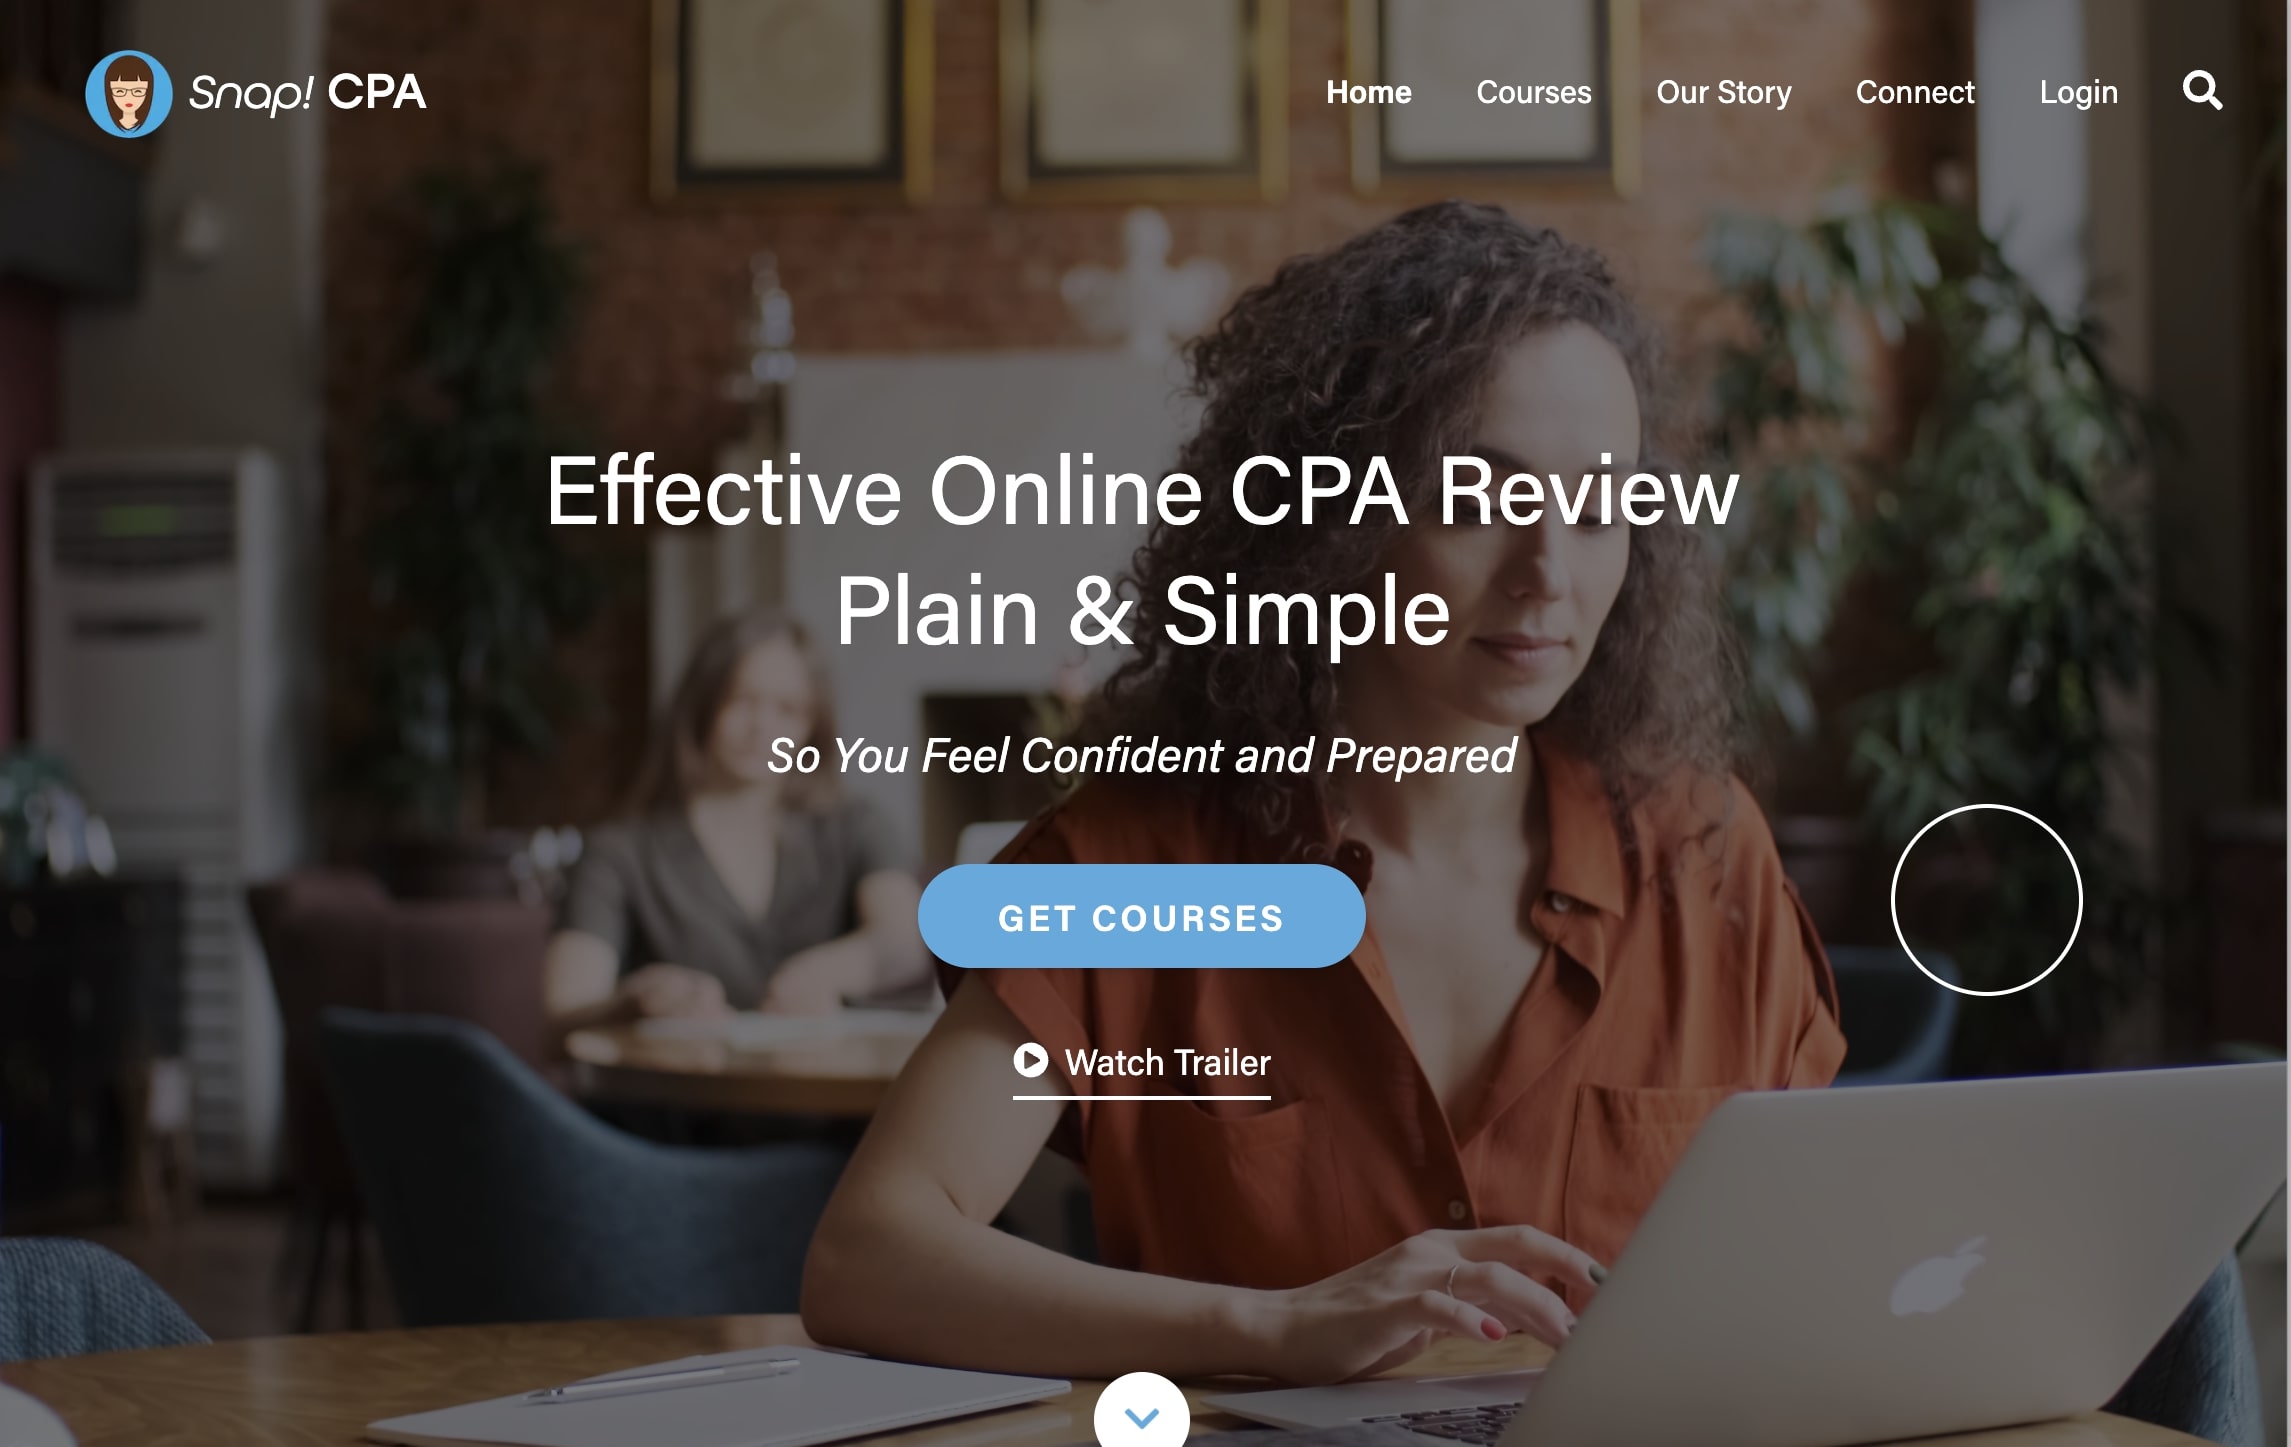 Snap! CPA
Home Courses Our Story Connect Login
Effective Online CPA Review
Plain & Simple
So You Feel Confident and Prepared
GET COURSES
Watch Trailer